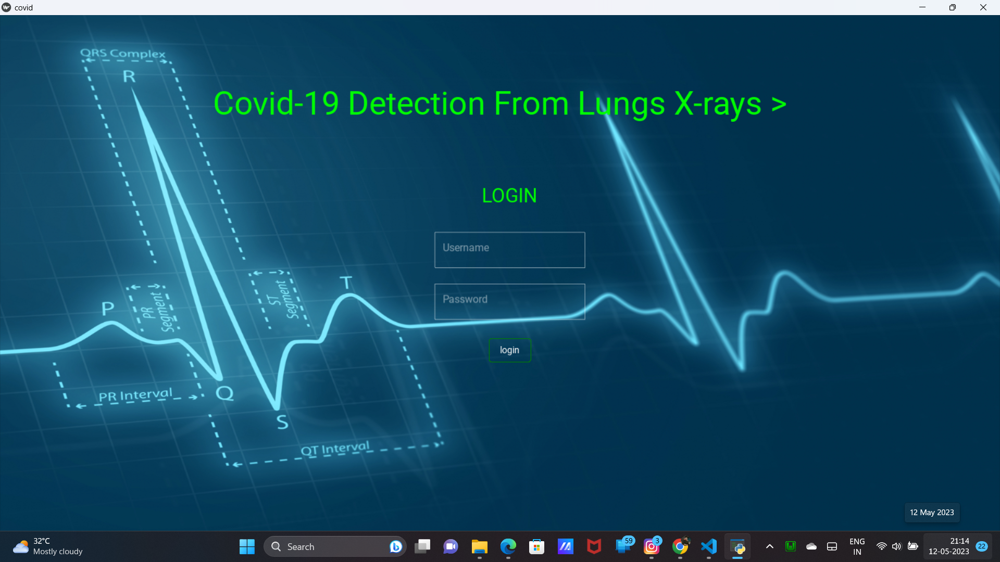 covid
QRS Complex
R
Covid-19 Detection From Lungs X-rays >
LOGIN
Username
Password
login
P
PR
Segment
ST
Segment
T
PR Interval
Q
S
QT Interval
12 May 2023
32°C
Mostly cloudy
Search
59
3
ENG
IN
21:14
12-05-2023
22